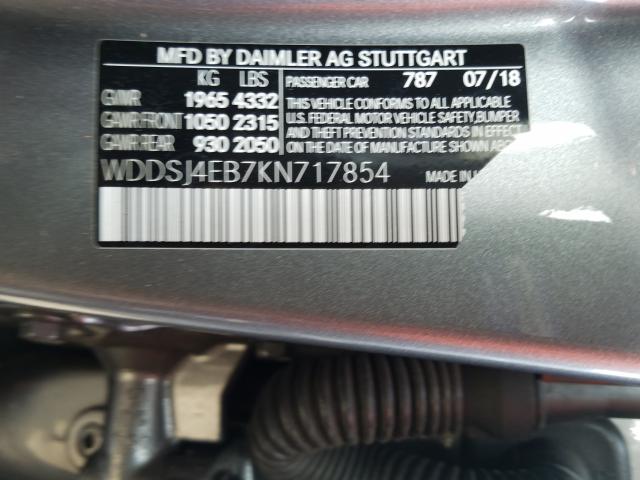 MFD BY DAIMLER AG STUTTGART
KG LBS PASSENGER CAR 787 07/18
GVWR 1965 4332 THIS VEHICLE CONFORMS TO ALL APPLICABLE
GAWR FRONT 1050 2315 U.S. FEDERAL MOTOR VEHICLE SAFETY, BUMPER
AND THEFT PREVENTION STANDARDS IN EFFECT
GAWR REAR 930 2050 ON THE DATE OF MANUFACTURE SHOWN ABOVE
WDDSJ4EB7KN717854 MADE IN